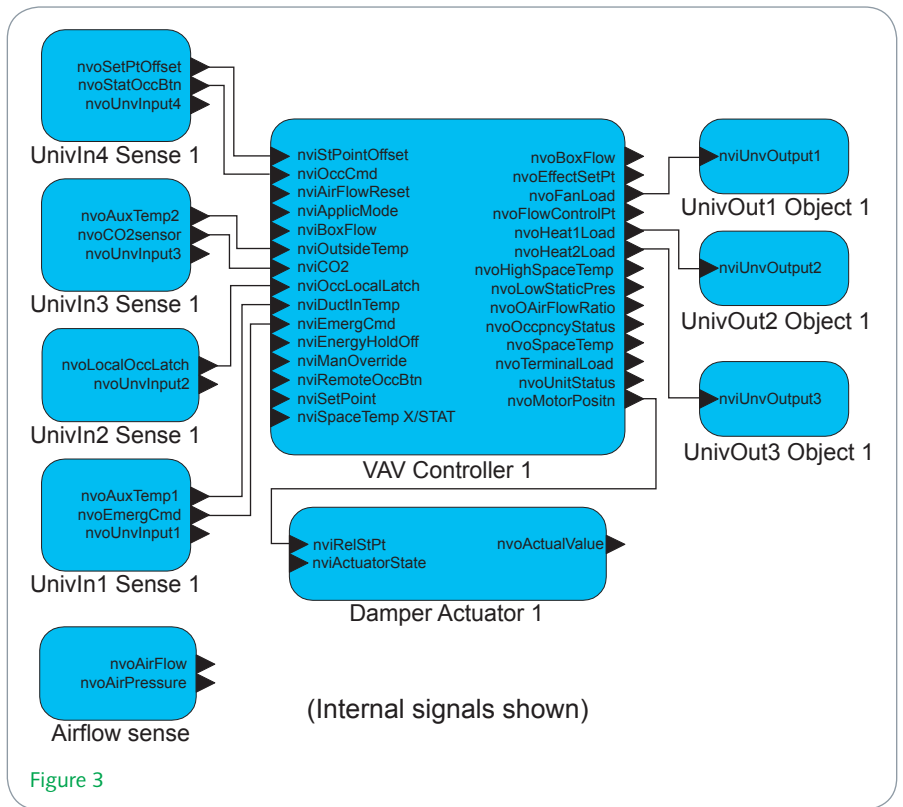 nvoSetPtOffset
nvoStatOccBtn
nvoUnvInput4
UnivIn4 Sense 1
nvoAuxTemp2
nvoCO2sensor
nvoUnvInput3
UnivIn3 Sense 1
nvoLocalOccLatch
nvoUnvInput2
UnivIn2 Sense 1
nvoAuxTemp1
nvoEmergCmd
nvoUnvInput1
UnivIn1 Sense 1
nvoAirFlow
nvoAirPressure
Airflow sense
nviStPointOffset
nviOccCmd
nviAirFlowReset
nviApplicMode
nviBoxFlow
nviOutsideTemp
nviCO2
nviOccLocalLatch
nviDuctInTemp
nviEmergCmd
nviEnergyHoldOff
nviManOverride
nviRemoteOccBtn
nviSetPoint
nviSpaceTemp X/STAT
nvoBoxFlow
nvoEffectSetPt
nvoFanLoad
nvoFlowControlPt
nvoHeat1Load
nvoHeat2Load
nvoHighSpaceTemp
nvoLowStaticPres
nvoOAirFlowRatio
nvoOccpncyStatus
nvoSpaceTemp
nvoTerminalLoad
nvoUnitStatus
nvoMotorPositn
VAV Controller 1
nviRelStPt
nviActuatorState
nvoActualValue
Damper Actuator 1
nviUnvOutput1
UnivOut1 Object 1
nviUnvOutput2
UnivOut2 Object 1
nviUnvOutput3
UnivOut3 Object 1
(Internal signals shown)
Figure 3